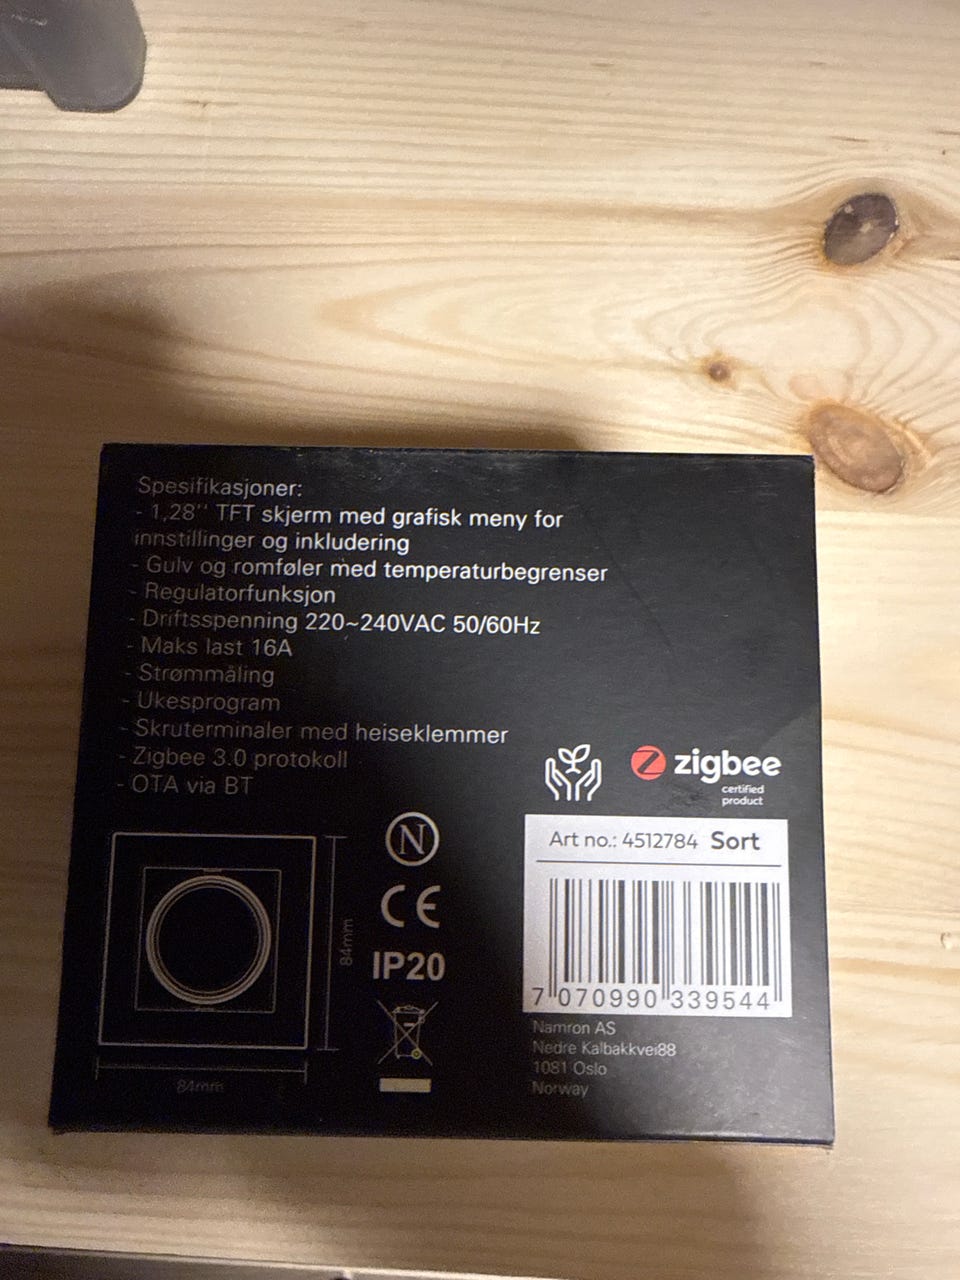 Spesifikasjoner:
- 1,28'' TFT skjerm med grafisk meny for
innstillinger og inkludering
- Gulv og romføler med temperaturbegrenser
- Regulatorfunksjon
- Driftsspenning 220~240VAC 50/60Hz
- Maks last 16A
- Strømmåling
- Ukesprogram
- Skruterminaler med heiseklemmer
- Zigbee 3.0 protokoll
- OTA via BT
zigbee
certified
product
Art no.: 4512784 Sort
7 070990 339544
Namron AS
Nedre Kalbakkvei88
1081 Oslo
Norway
N
CE
IP20
84mm
84mm